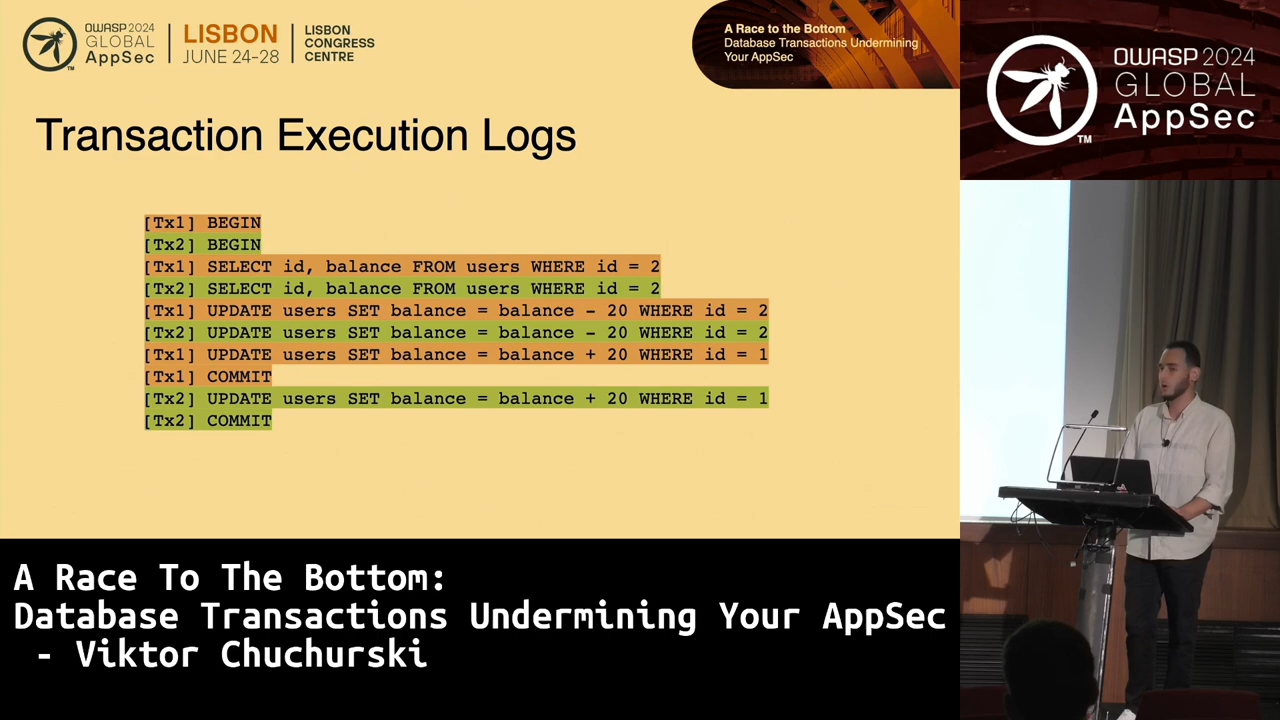 OWASP 2024
GLOBAL
AppSec
TM
LISBON
JUNE 24-28
LISBON
CONGRESS
CENTRE
A Race to the Bottom
Database Transactions Undermining
Your AppSec
OWASP 2024
GLOBAL
AppSec
TM
Transaction Execution Logs
[Tx1] BEGIN
[Tx2] BEGIN
[Tx1] SELECT id, balance FROM users WHERE id = 2
[Tx2] SELECT id, balance FROM users WHERE id = 2
[Tx1] UPDATE users SET balance = balance – 20 WHERE id = 2
[Tx2] UPDATE users SET balance = balance – 20 WHERE id = 2
[Tx1] UPDATE users SET balance = balance + 20 WHERE id = 1
[Tx1] COMMIT
[Tx2] UPDATE users SET balance = balance + 20 WHERE id = 1
[Tx2] COMMIT
A Race To The Bottom:
Database Transactions Undermining Your AppSec
- Viktor Chuchurski